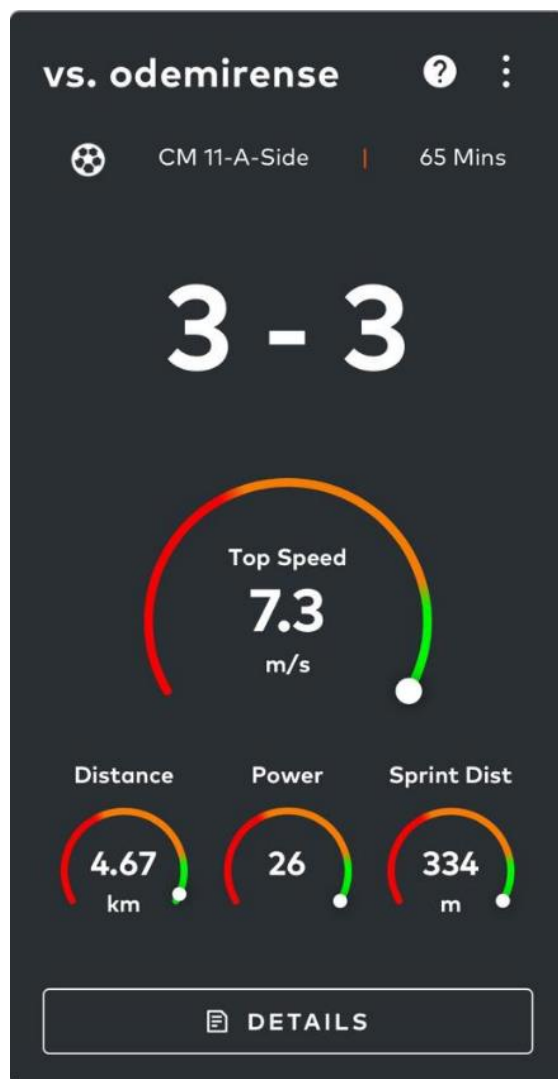 vs. odemirense
CM 11-A-Side | 65 Mins
3 - 3
Top Speed
7.3
m/s
Distance Power Sprint Dist
4.67 26 334
km m
DETAILS